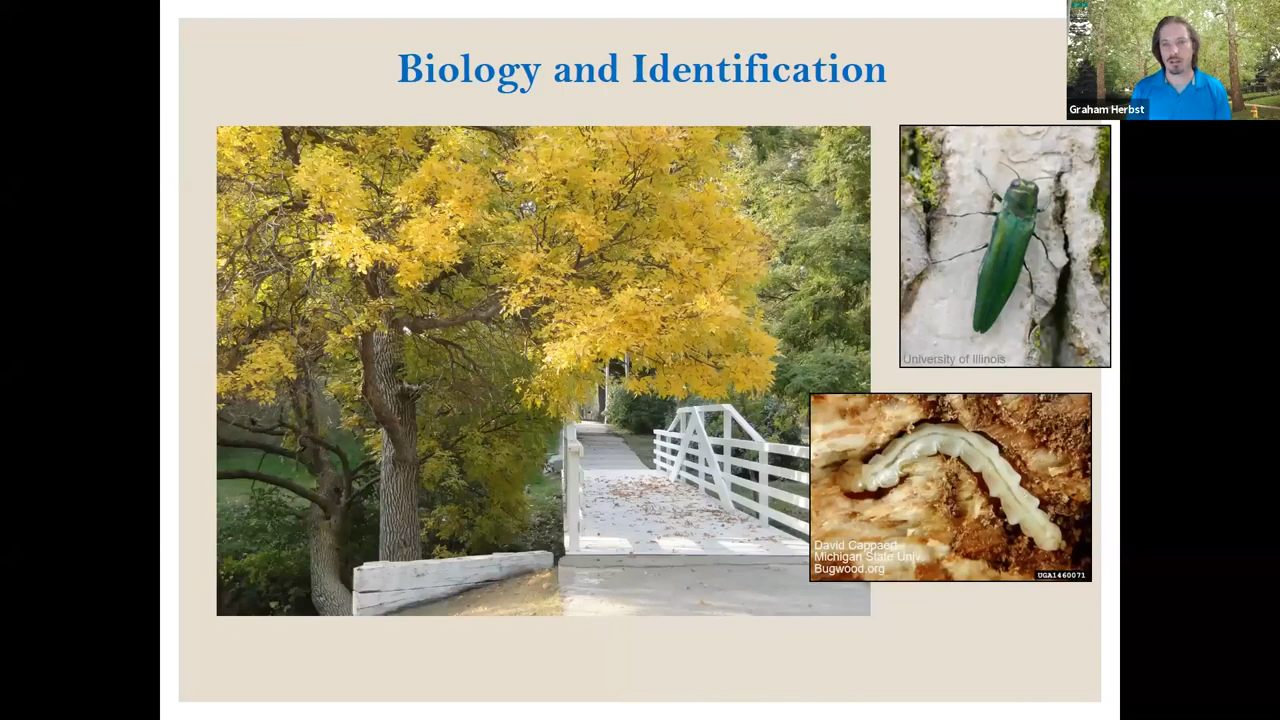 Biology and Identification
Graham Herbst
University of Illinois
David Cappaert
Michigan State Univ.
Bugwood.org
UGA1460071